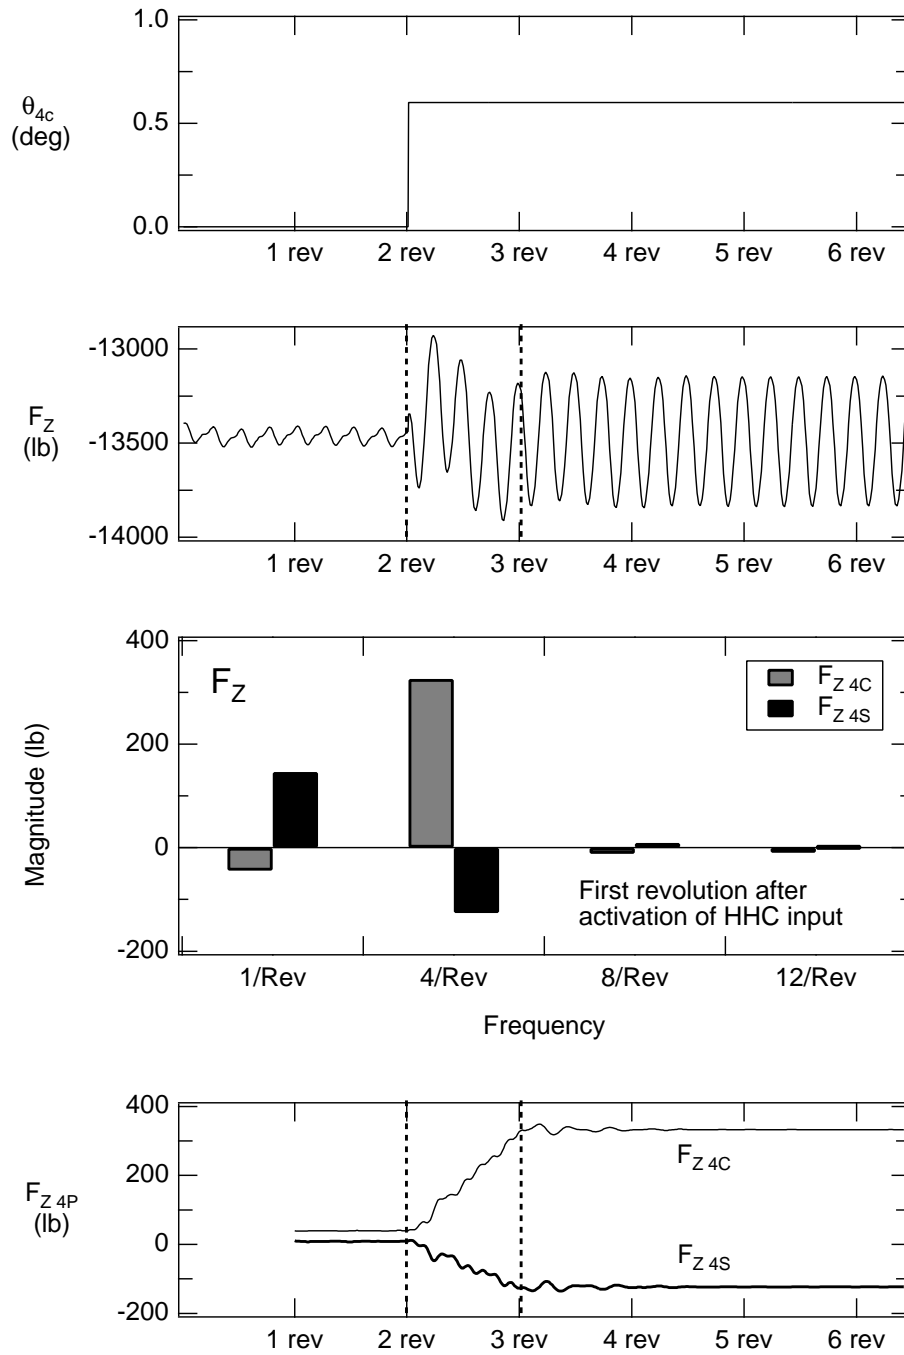 1.0
θ4c
(deg)
0.5
0.0
1 rev 2 rev 3 rev 4 rev 5 rev 6 rev
-13000
FZ
(lb)
-13500
-14000
1 rev 2 rev 3 rev 4 rev 5 rev 6 rev
400
FZ
FZ 4C
FZ 4S
200
Magnitude (lb)
0
First revolution after
activation of HHC input
-200
1/Rev 4/Rev 8/Rev 12/Rev
Frequency
400
FZ 4C
200
FZ 4P
(lb)
0
FZ 4S
-200
1 rev 2 rev 3 rev 4 rev 5 rev 6 rev